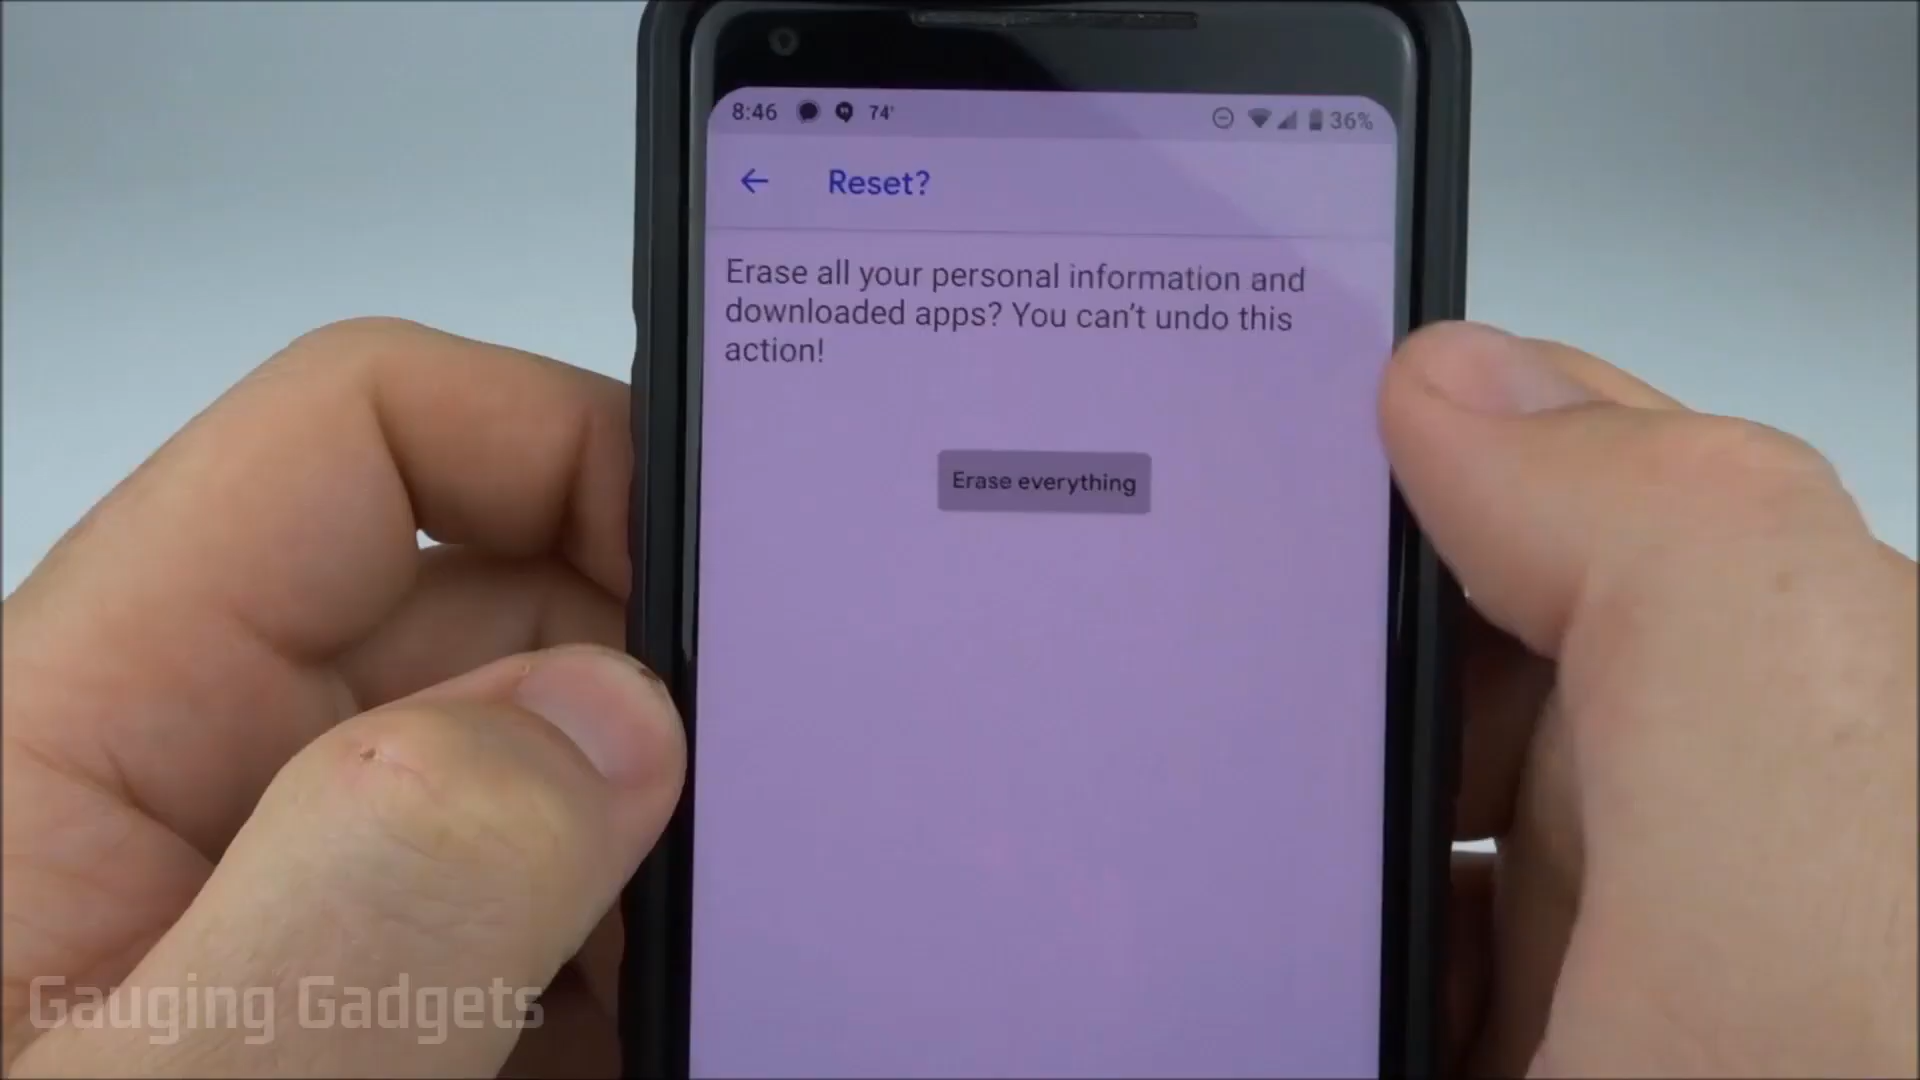 8:46 74° 36%
Reset?
Erase all your personal information and
downloaded apps? You can't undo this
action!
Erase everything
Gauging Gadgets